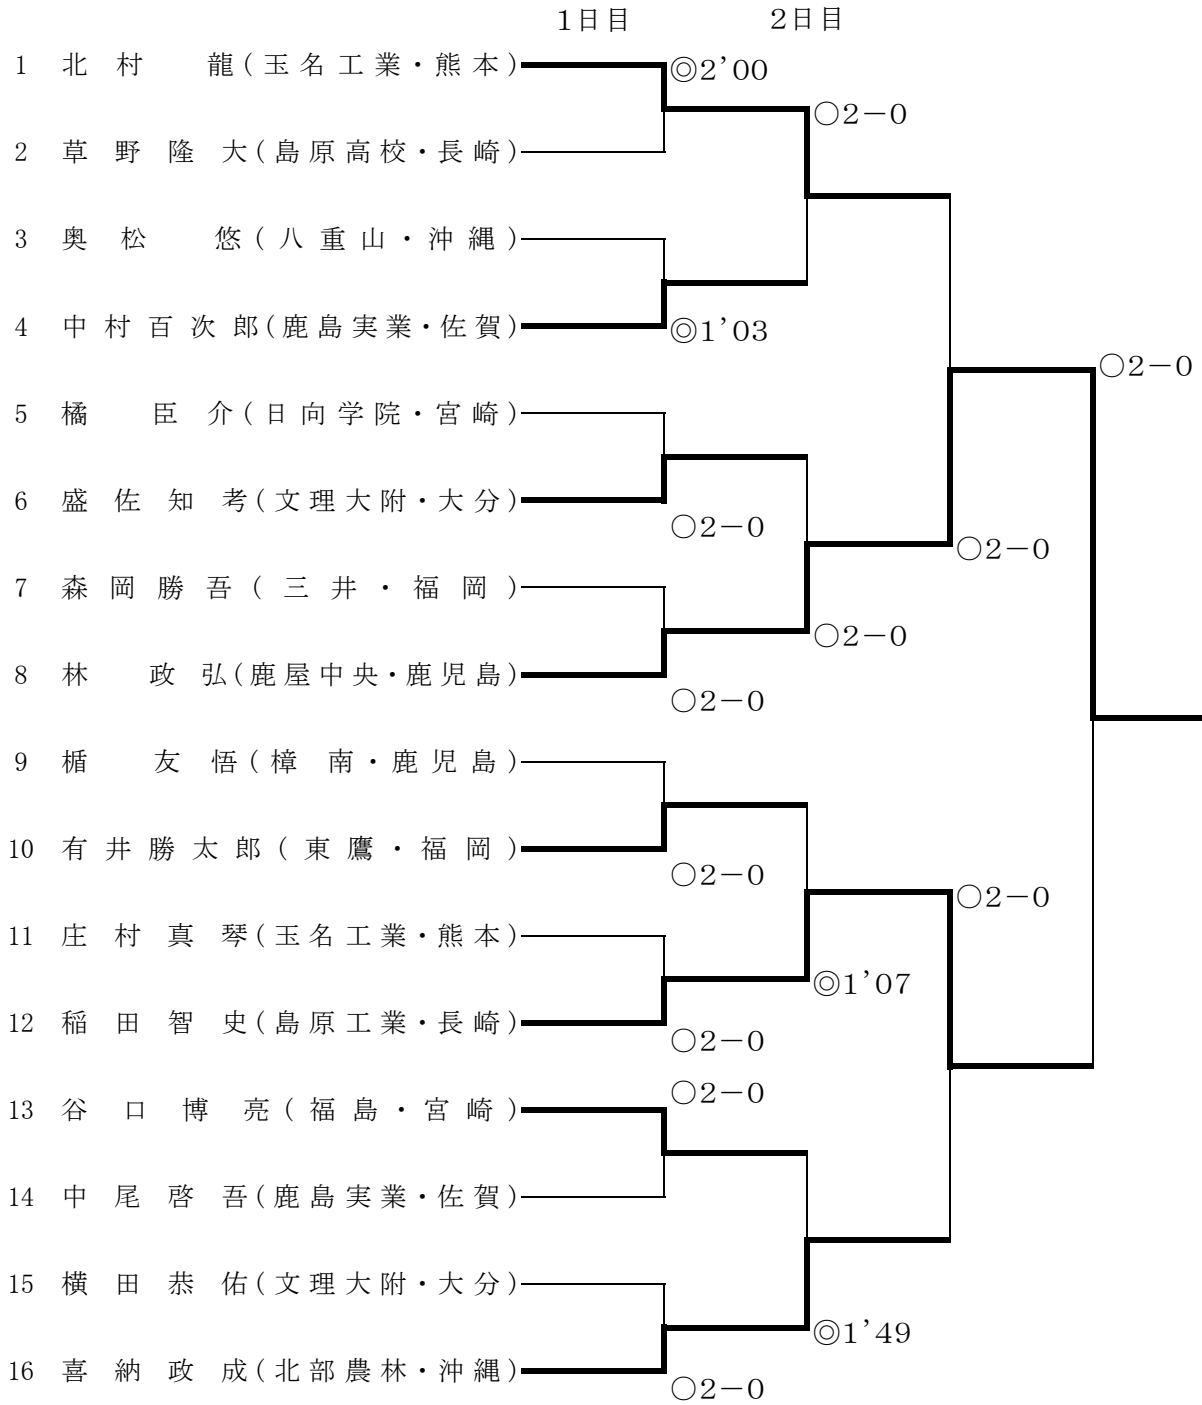 1日目 2日目
1 北村 龍(玉名工業・熊本) ◎2’00
○2−0
2 草野隆大(島原高校・長崎)
3 奥松 悠(八重山・沖縄)
4 中村百次郎(鹿島実業・佐賀) ◎1’03
○2−0
5 橘 臣介(日向学院・宮崎)
6 盛佐知考(文理大附・大分)
○2−0
○2−0
7 森岡勝吾(三井・福岡)
○2−0
8 林 政弘(鹿屋中央・鹿児島)
○2−0
9 楯 友悟(樟南・鹿児島)
10 有井勝太郎(東鷹・福岡)
○2−0
○2−0
11 庄村真琴(玉名工業・熊本)
◎1’07
12 稲田智史(島原工業・長崎)
○2−0
○2−0
13 谷口博亮(福島・宮崎)
14 中尾啓吾(鹿島実業・佐賀)
15 横田恭佑(文理大附・大分)
◎1’49
16 喜納政成(北部農林・沖縄)
○2−0